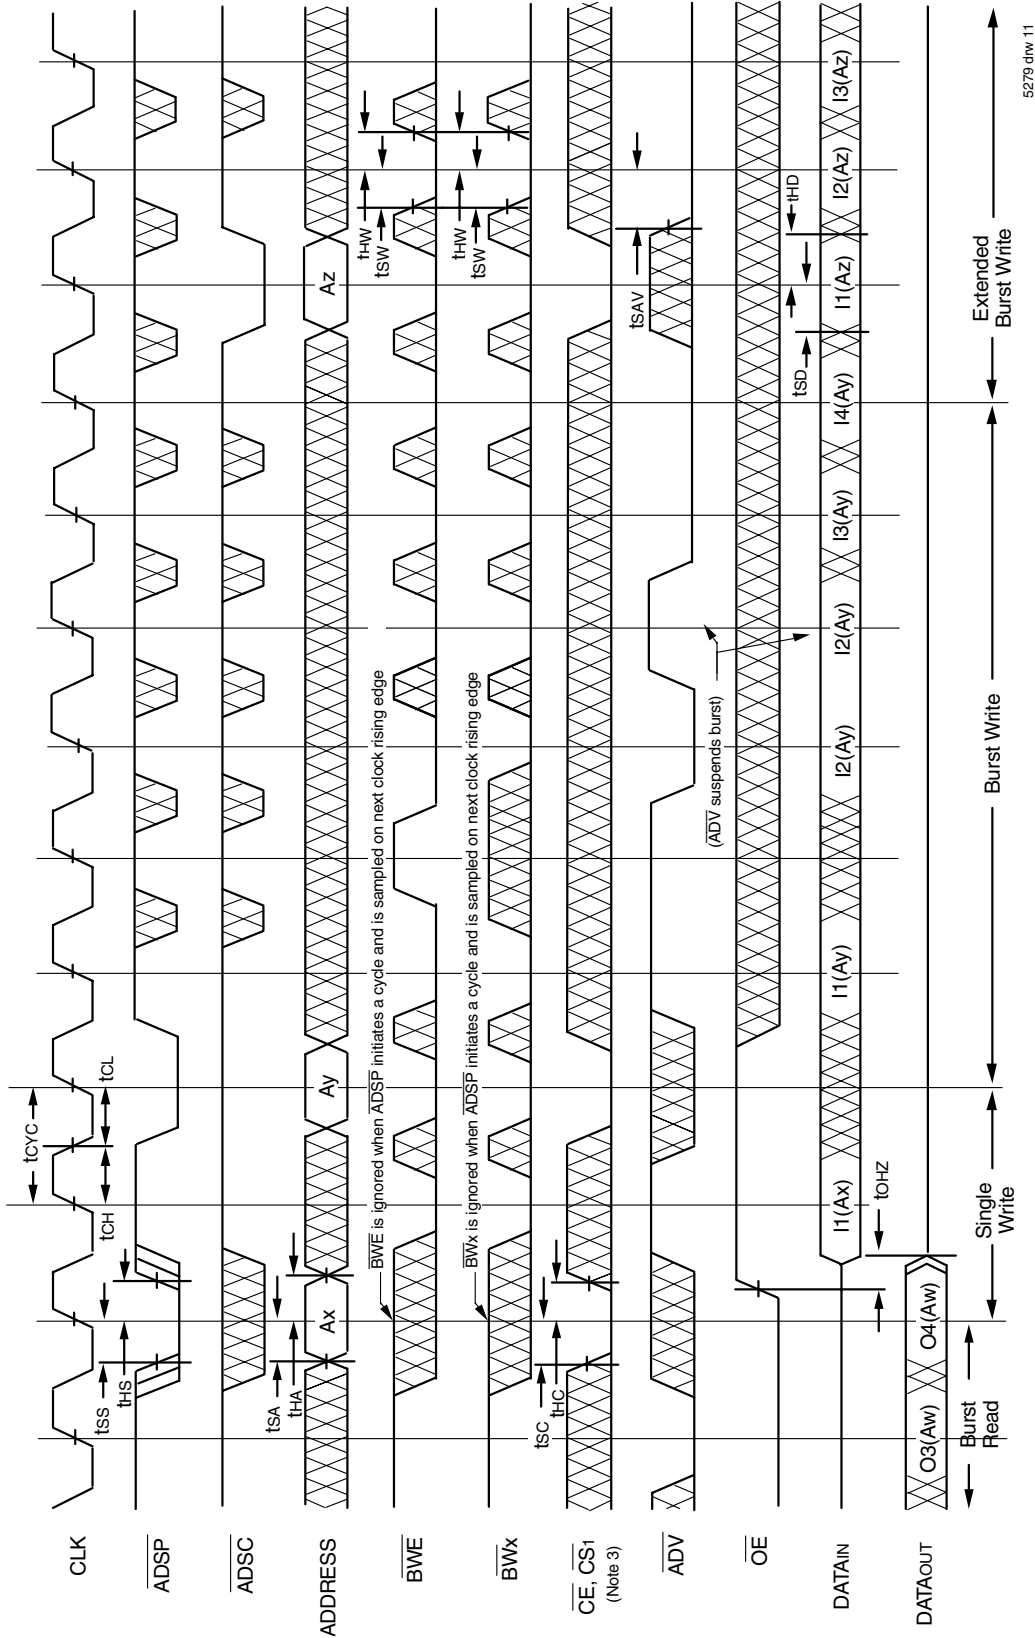 CLK
tCYC
tCH
tCL
ADSP
tSS
tHS
ADSC
ADDRESS
tSA
tHA
Ax
Ay
Az
BWE
BWE is ignored when ADSP initiates a cycle and is sampled on next clock rising edge
tHW
tSW
BWx
BWx is ignored when ADSP initiates a cycle and is sampled on next clock rising edge
tHW
tSW
CE, CS1
(Note 3)
tSC
tHC
ADV
tSAV
(ADV suspends burst)
OE
DATAIN
tOHZ
tSD
tHD
I1(Ax)
I1(Ay)
I2(Ay)
I2(Ay)
I3(Ay)
I4(Ay)
I1(Az)
I2(Az)
I3(Az)
DATAOUT
O3(Aw)
O4(Aw)
Burst
Read
Single
Write
Burst Write
Extended
Burst Write
5279 drw 11